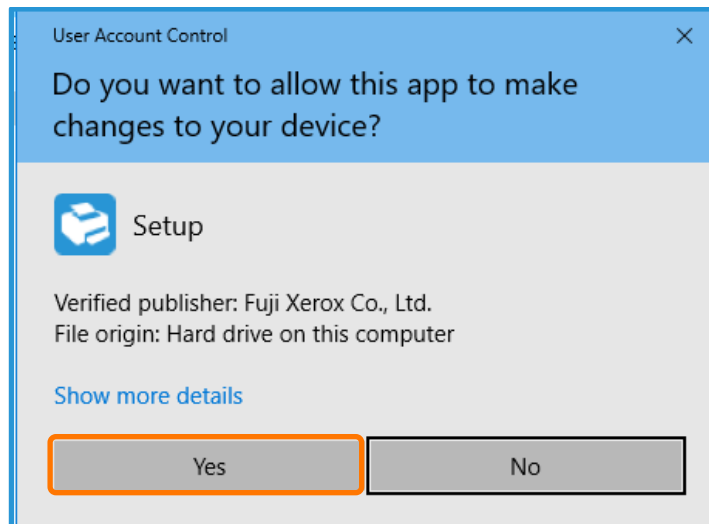 User Account Control
Do you want to allow this app to make
changes to your device?
Setup
Verified publisher: Fuji Xerox Co., Ltd.
File origin: Hard drive on this computer
Show more details
Yes
No